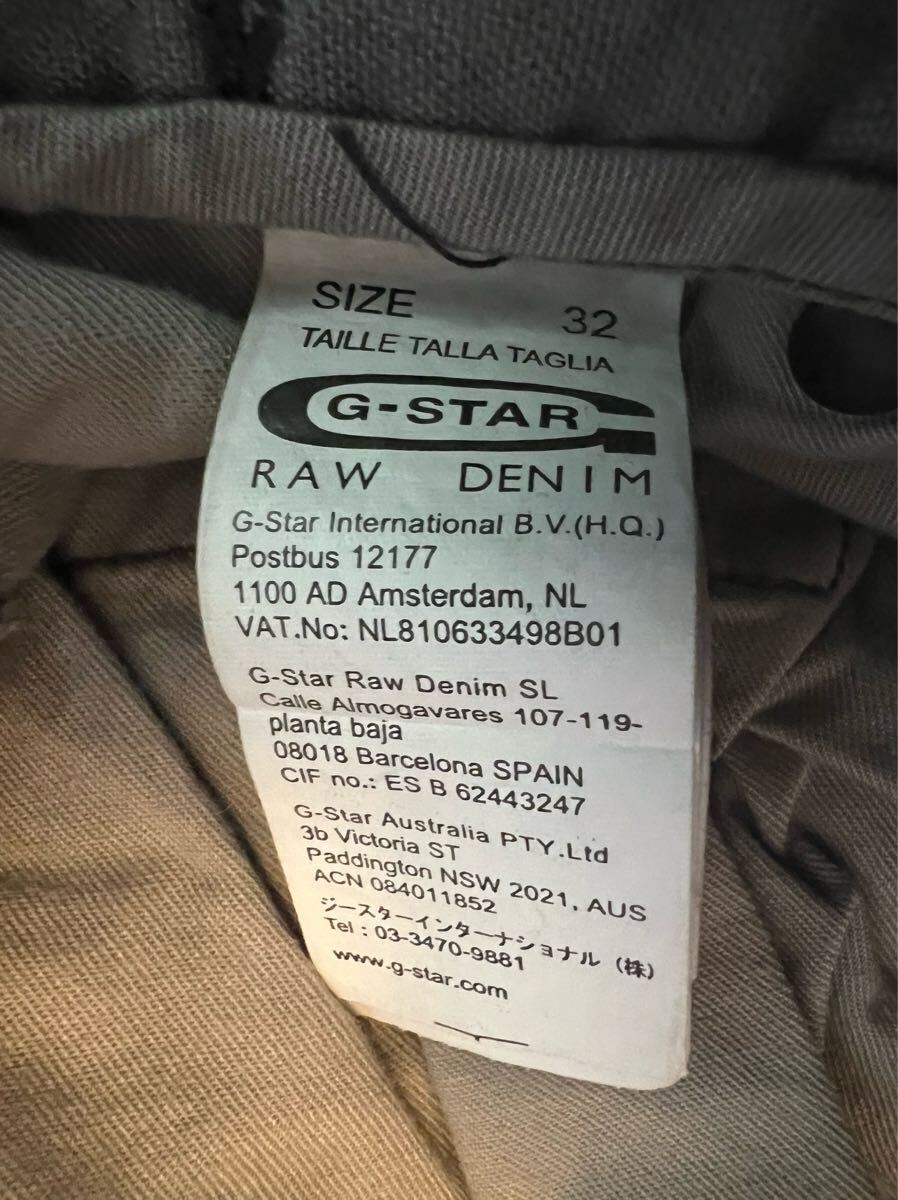 SIZE 32
TAILLE TALLA TAGLIA
G-STAR
RAW DENIM
G-Star International B.V.(H.Q.)
Postbus 12177
1100 AD Amsterdam, NL
VAT.No: NL810633498B01
G-Star Raw Denim SL
Calle Almogavares 107-119-
planta baja
08018 Barcelona SPAIN
CIF no.: ES B 62443247
G-Star Australia PTY.Ltd
3b Victoria ST
Paddington NSW 2021, AUS
ACN 084011852
ジースターインターナショナル（株）
Tel : 03-3470-9881
www.g-star.com